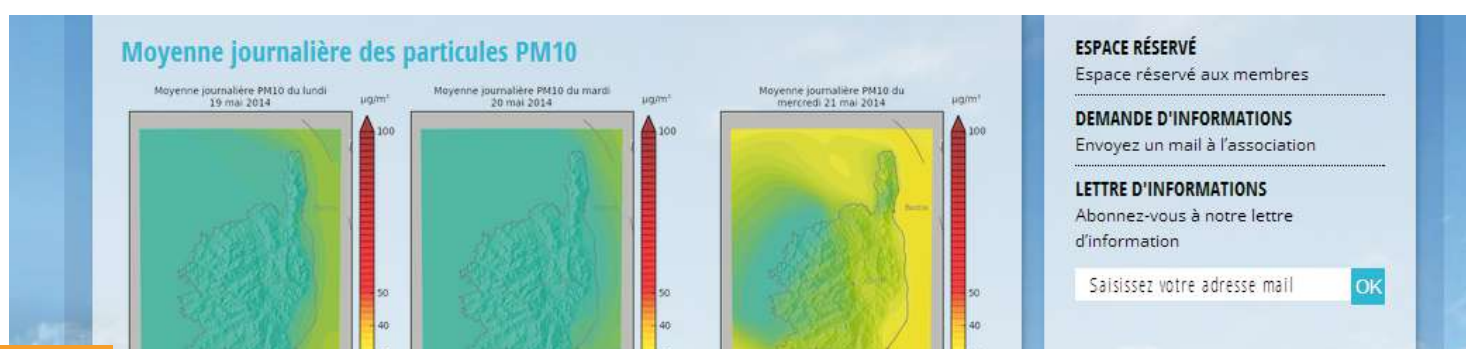 Moyenne journalière des particules PM10
Moyenne journalière PM10 du lundi
19 mai 2014
µg/m³
100
50
40
Moyenne journalière PM10 du mardi
20 mai 2014
µg/m³
100
50
40
Moyenne journalière PM10 du
mercredi 21 mai 2014
µg/m³
100
Bastia
50
40
ESPACE RÉSERVÉ
Espace réservé aux membres
DEMANDE D'INFORMATIONS
Envoyez un mail à l’association
LETTRE D'INFORMATIONS
Abonnez-vous à notre lettre
d’information
Saisissez votre adresse mail
OK